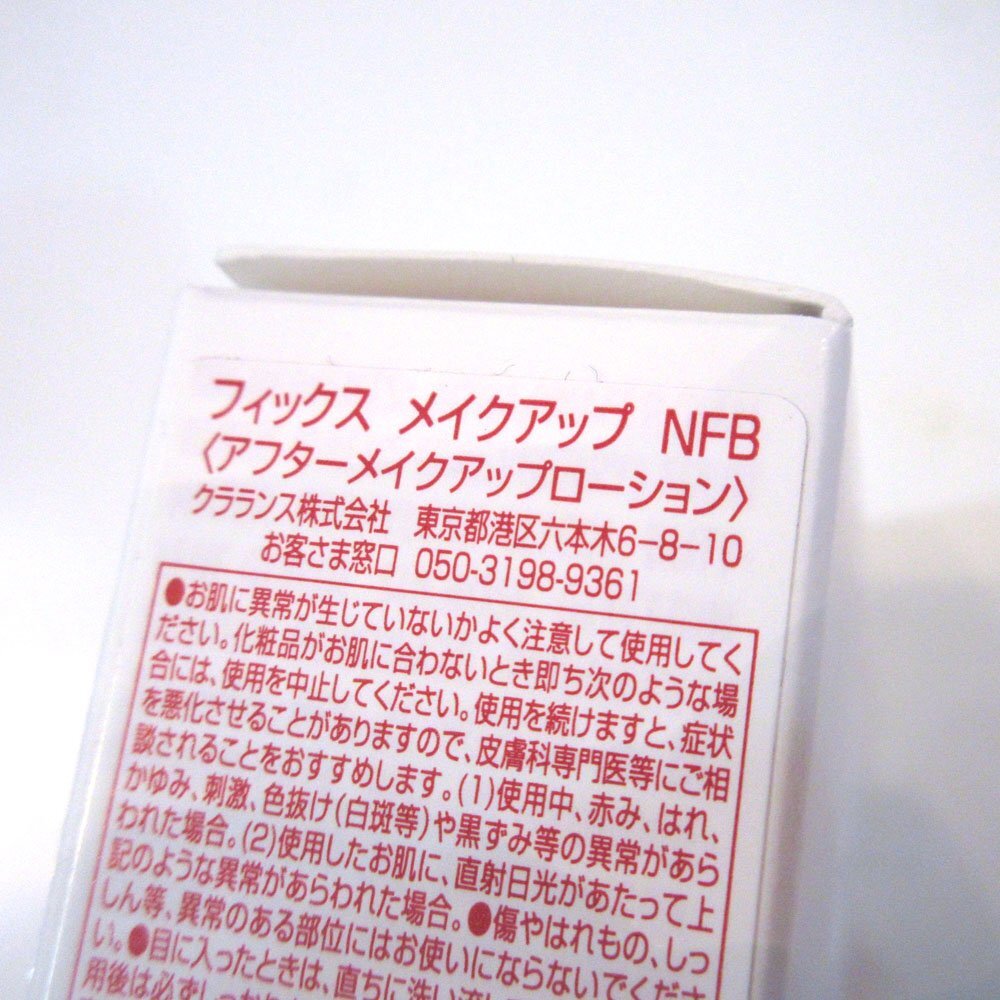 フィックス メイクアップ NFB
〈アフターメイクアップローション〉
クラランス株式会社 東京都港区六本木6-8-10
お客さま窓口 050-3198-9361
●お肌に異常が生じていないかよく注意して使用してく
ださい。化粧品がお肌に合わないとき即ち次のような場
合には、使用を中止してください。使用を続けますと、症状
を悪化させることがありますので、皮膚科専門医等にご相
談されることをおすすめします。(1)使用中、赤み、はれ、
かゆみ、刺激、色抜け(白斑等)や黒ずみ等の異常があら
われた場合。(2)使用したお肌に、直射日光があたって上
記のような異常があらわれた場合。●傷やはれもの、しっ
しん等、異常のある部位にはお使いにならないでくださ
い。●目に入ったときは、直ちに洗い流し
用後は必ずしっかり